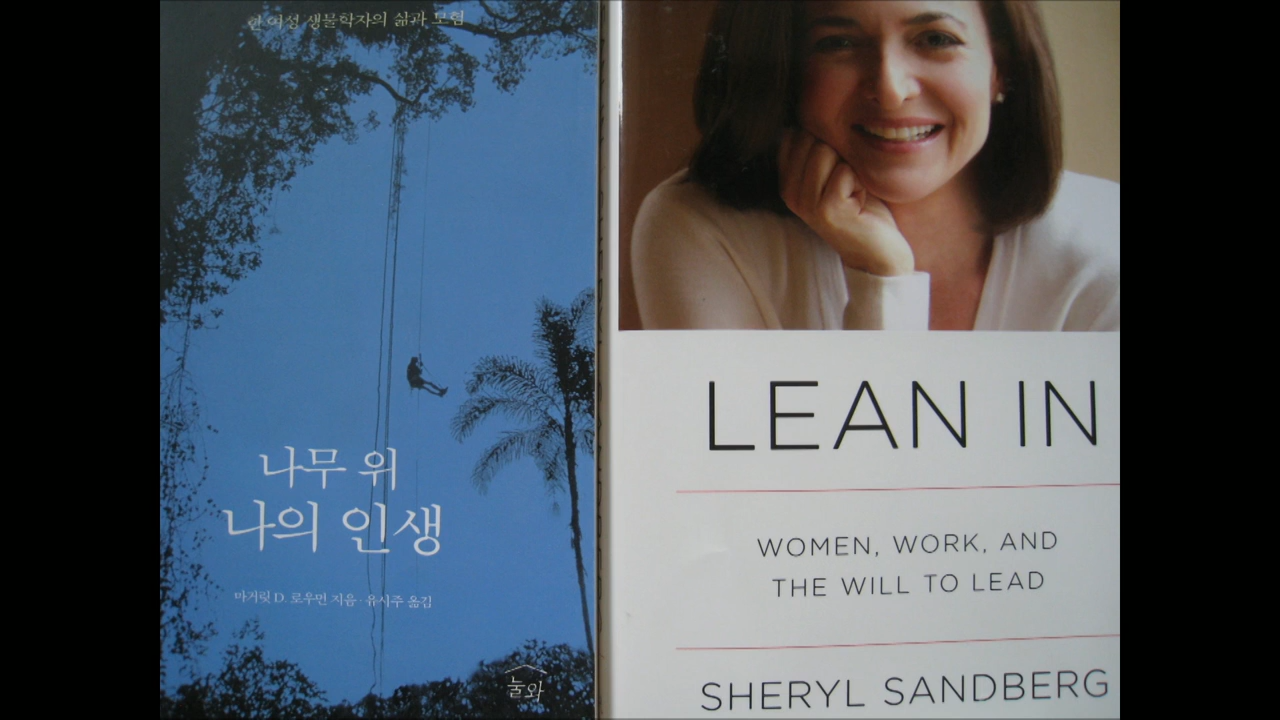 한 여성 생물학자의 삶과 모험
나무 위
나의 인생
마거릿 D. 로우먼 지음 · 유시주 옮김
눌와
LEAN IN
WOMEN, WORK, AND
THE WILL TO LEAD
SHERYL SANDBERG